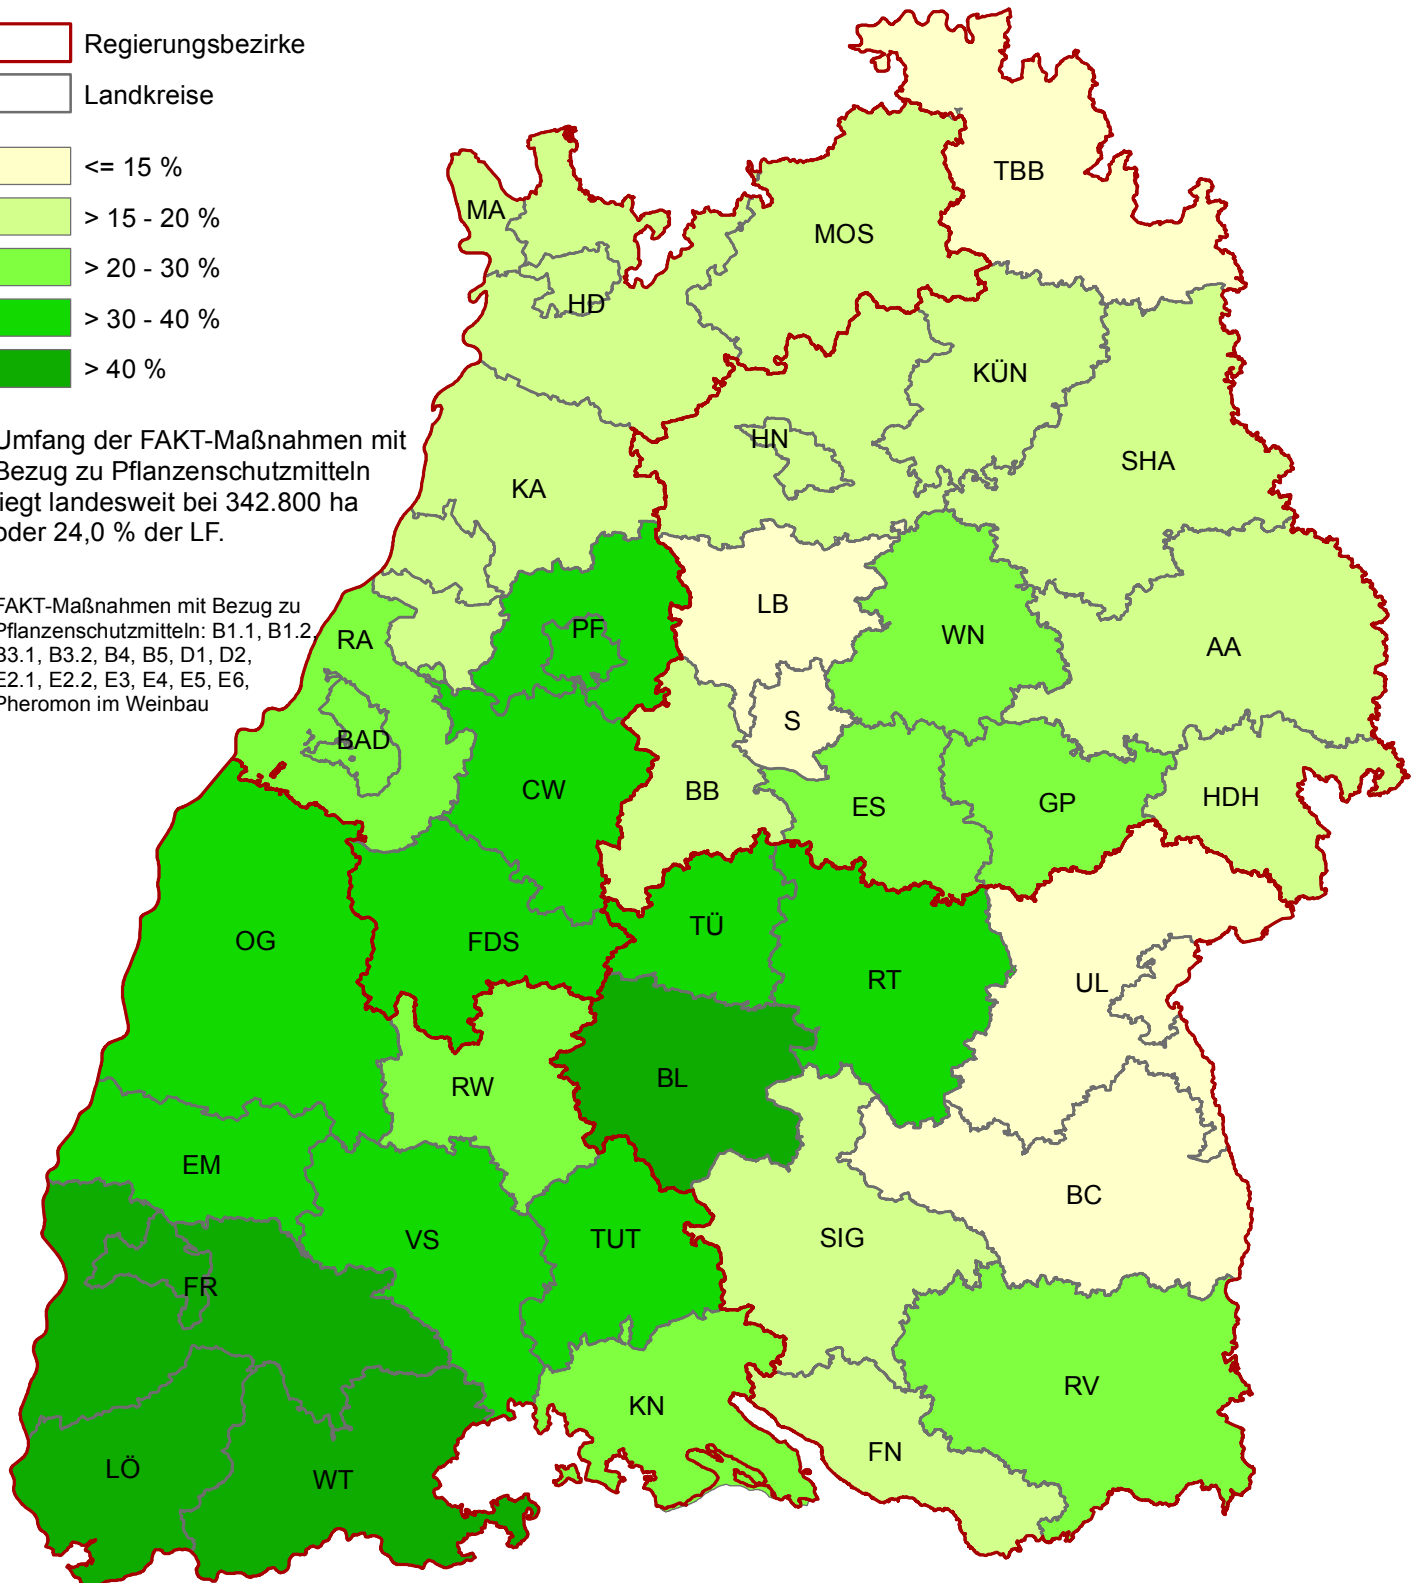 Regierungsbezirke
Landkreise
<= 15 %
> 15 - 20 %
> 20 - 30 %
> 30 - 40 %
> 40 %
Umfang der FAKT-Maßnahmen mit
Bezug zu Pflanzenschutzmitteln
liegt landesweit bei 342.800 ha
oder 24,0 % der LF.
FAKT-Maßnahmen mit Bezug zu
Pflanzenschutzmitteln: B1.1, B1.2,
B3.1, B3.2, B4, B5, D1, D2,
E2.1, E2.2, E3, E4, E5, E6,
Pheromon im Weinbau
TBB
MA
MOS
HD
KÜN
HN
SHA
KA
LB
PF
WN
RA
AA
S
BAD
CW
BB
ES
GP
HDH
TÜ
OG
FDS
RT
UL
BL
RW
EM
BC
VS
TUT
SIG
FR
RV
KN
FN
LÖ
WT